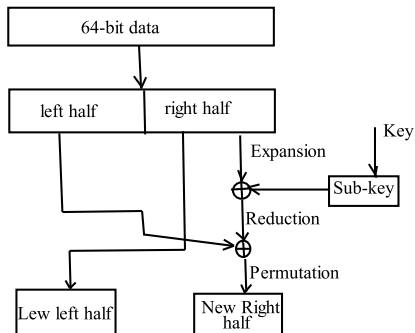 64-bit data
left half
right half
Key
Expansion
Sub-key
Reduction
Permutation
Lew left half
New Right
half